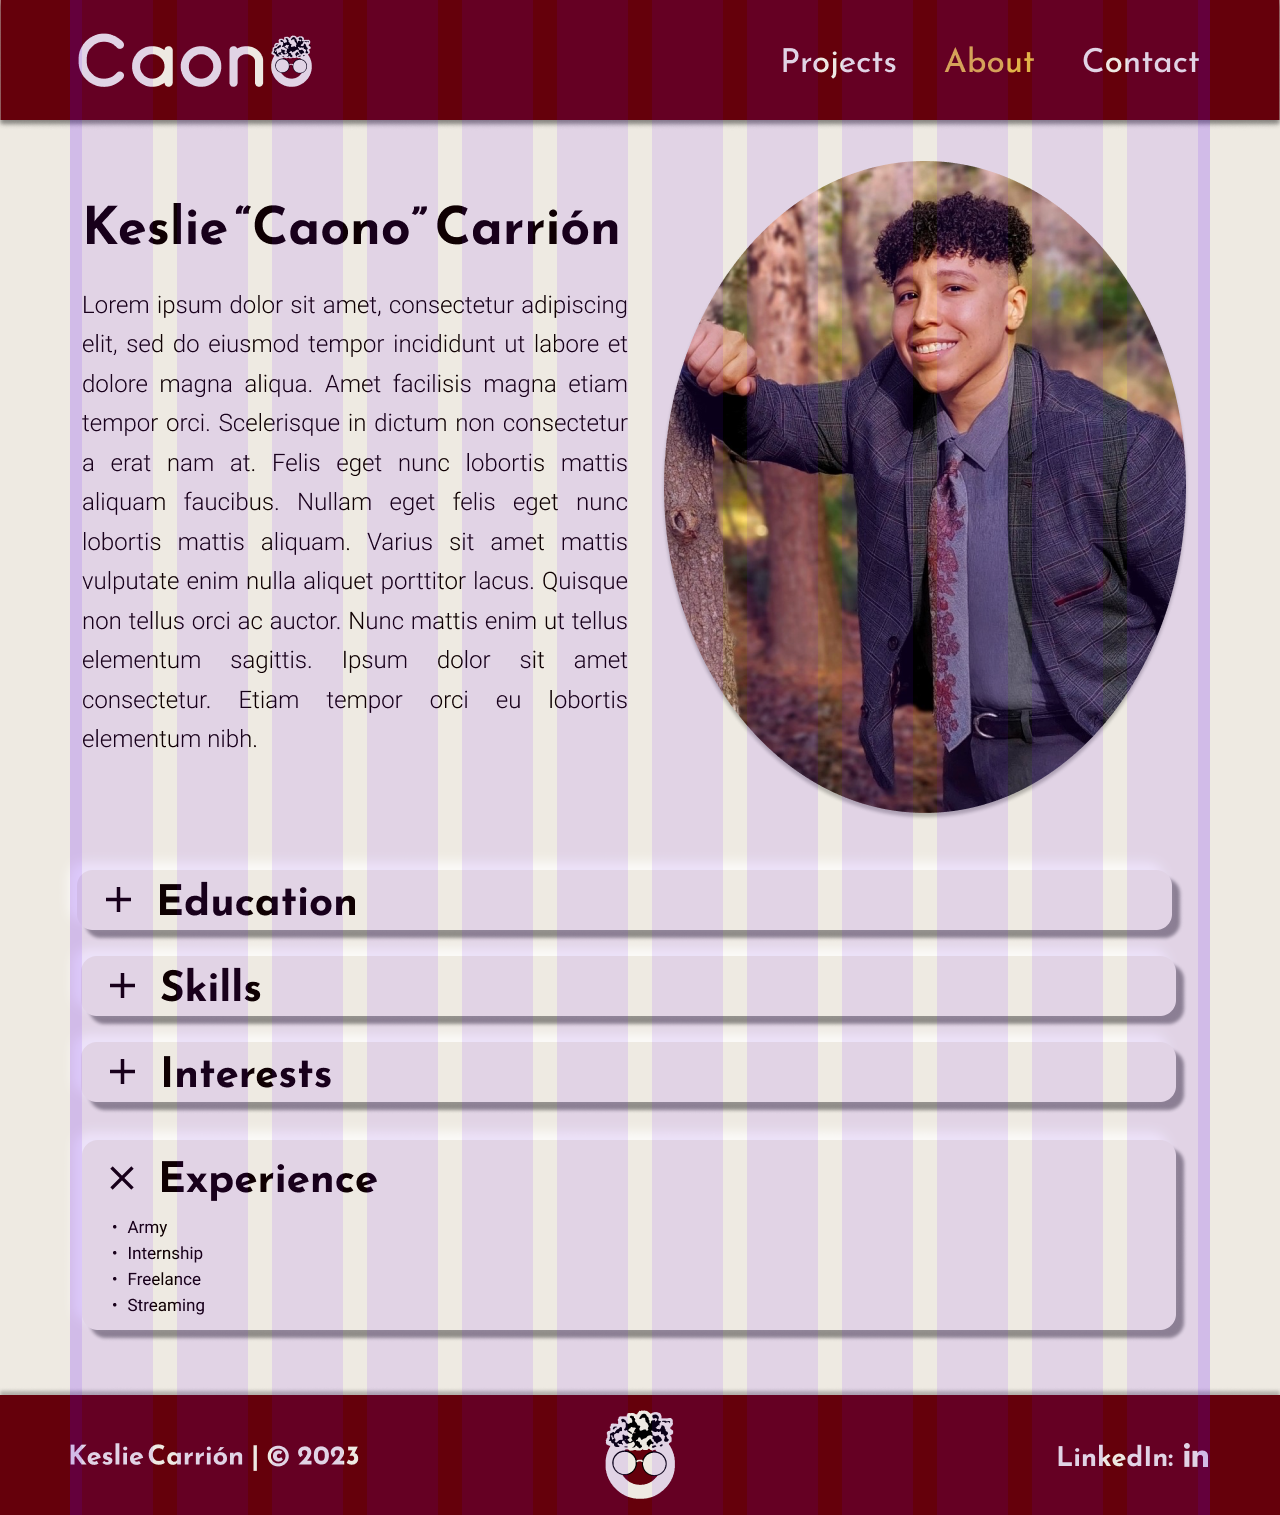 Caono
Projects About Contact
Keslie “Caono” Carrión
Lorem ipsum dolor sit amet, consectetur adipiscing
elit, sed do eiusmod tempor incididunt ut labore et
dolore magna aliqua. Amet facilisis magna etiam
tempor orci. Scelerisque in dictum non consectetur
a erat nam at. Felis eget nunc lobortis mattis
aliquam faucibus. Nullam eget felis eget nunc
lobortis mattis aliquam. Varius sit amet mattis
vulputate enim nulla aliquet porttitor lacus. Quisque
non tellus orci ac auctor. Nunc mattis enim ut tellus
elementum sagittis. Ipsum dolor sit amet
consectetur. Etiam tempor orci eu lobortis
elementum nibh.
+ Education
+ Skills
+ Interests
× Experience
• Army
• Internship
• Freelance
• Streaming
Keslie Carrión | © 2023
LinkedIn: in